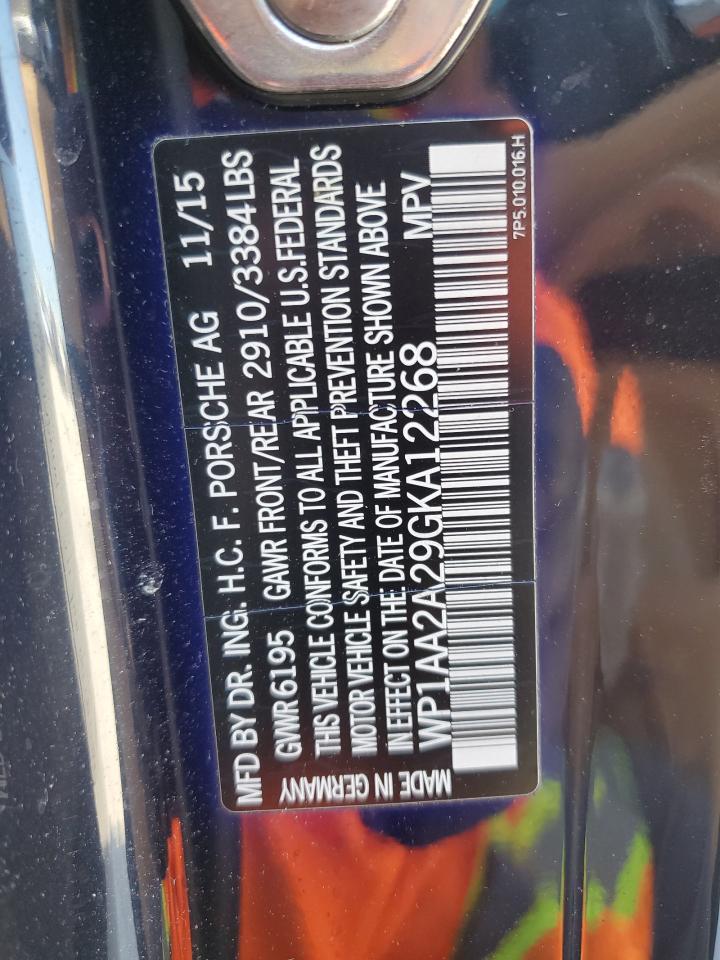 MFD BY DR. ING. H.C. F. PORSCHE AG 11/15
GVWR 6195 GAWR FRONT/REAR 2910/3384LBS
THIS VEHICLE CONFORMS TO ALL APPLICABLE U.S.FEDERAL
MOTOR VEHICLE SAFETY AND THEFT PREVENTION STANDARDS
IN EFFECT ON THE DATE OF MANUFACTURE SHOWN ABOVE
WP1AA2A29GKA12268 MPV
MADE IN GERMANY
7P5.010.016.H